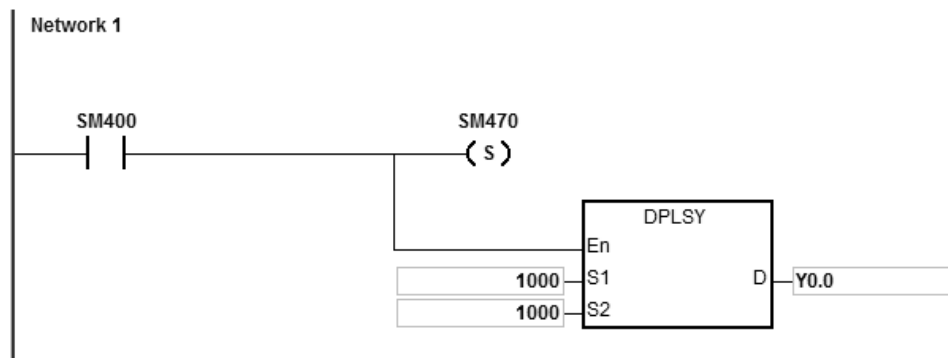 Network 1
SM400
SM470
( S )
DPLSY
En
1000 S1 D Y0.0
1000 S2